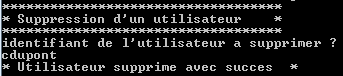 ***********************************
* Suppression d'un utilisateur    *
***********************************
identifiant de l'utilisateur a supprimer ?
cdupont
* Utilisateur supprime avec succes  *